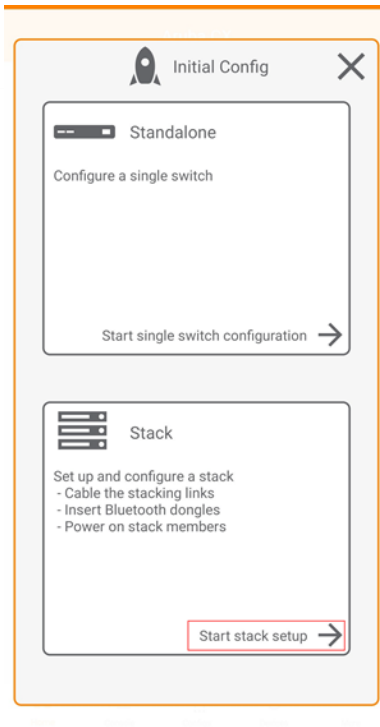 Initial Config
Standalone
Configure a single switch
Start single switch configuration
Stack
Set up and configure a stack
- Cable the stacking links
- Insert Bluetooth dongles
- Power on stack members
Start stack setup